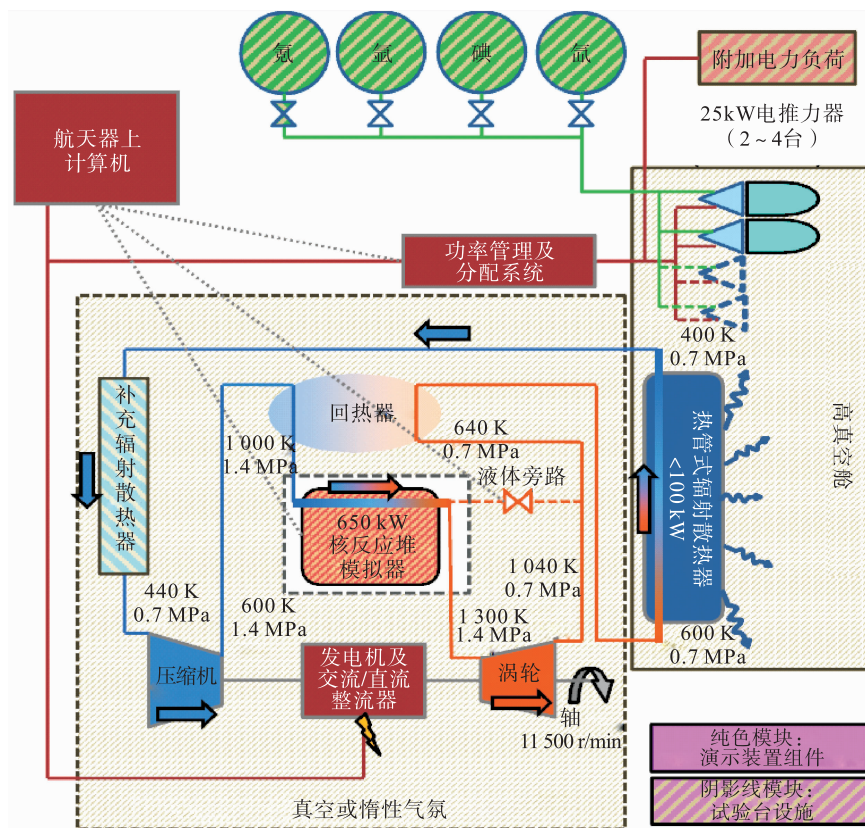 氪
氩
碘
氙
附加电力负荷
25kW电推力器
（2～4台）
航天器上
计算机
功率管理及
分配系统
400 K
0.7 MPa
高真空舱
热管式辐射散热器
<100 kW
600 K
0.7 MPa
补充辐射散热器
回热器
1 000 K
1.4 MPa
640 K
0.7 MPa
液体旁路
650 kW
核反应堆
模拟器
440 K
0.7 MPa
600 K
1.4 MPa
1 040 K
0.7 MPa
1 300 K
1.4 MPa
压缩机
发电机及
交流/直流
整流器
涡轮
轴
11 500 r/min
真空或惰性气氛
纯色模块：
演示装置组件
阴影线模块：
试验台设施